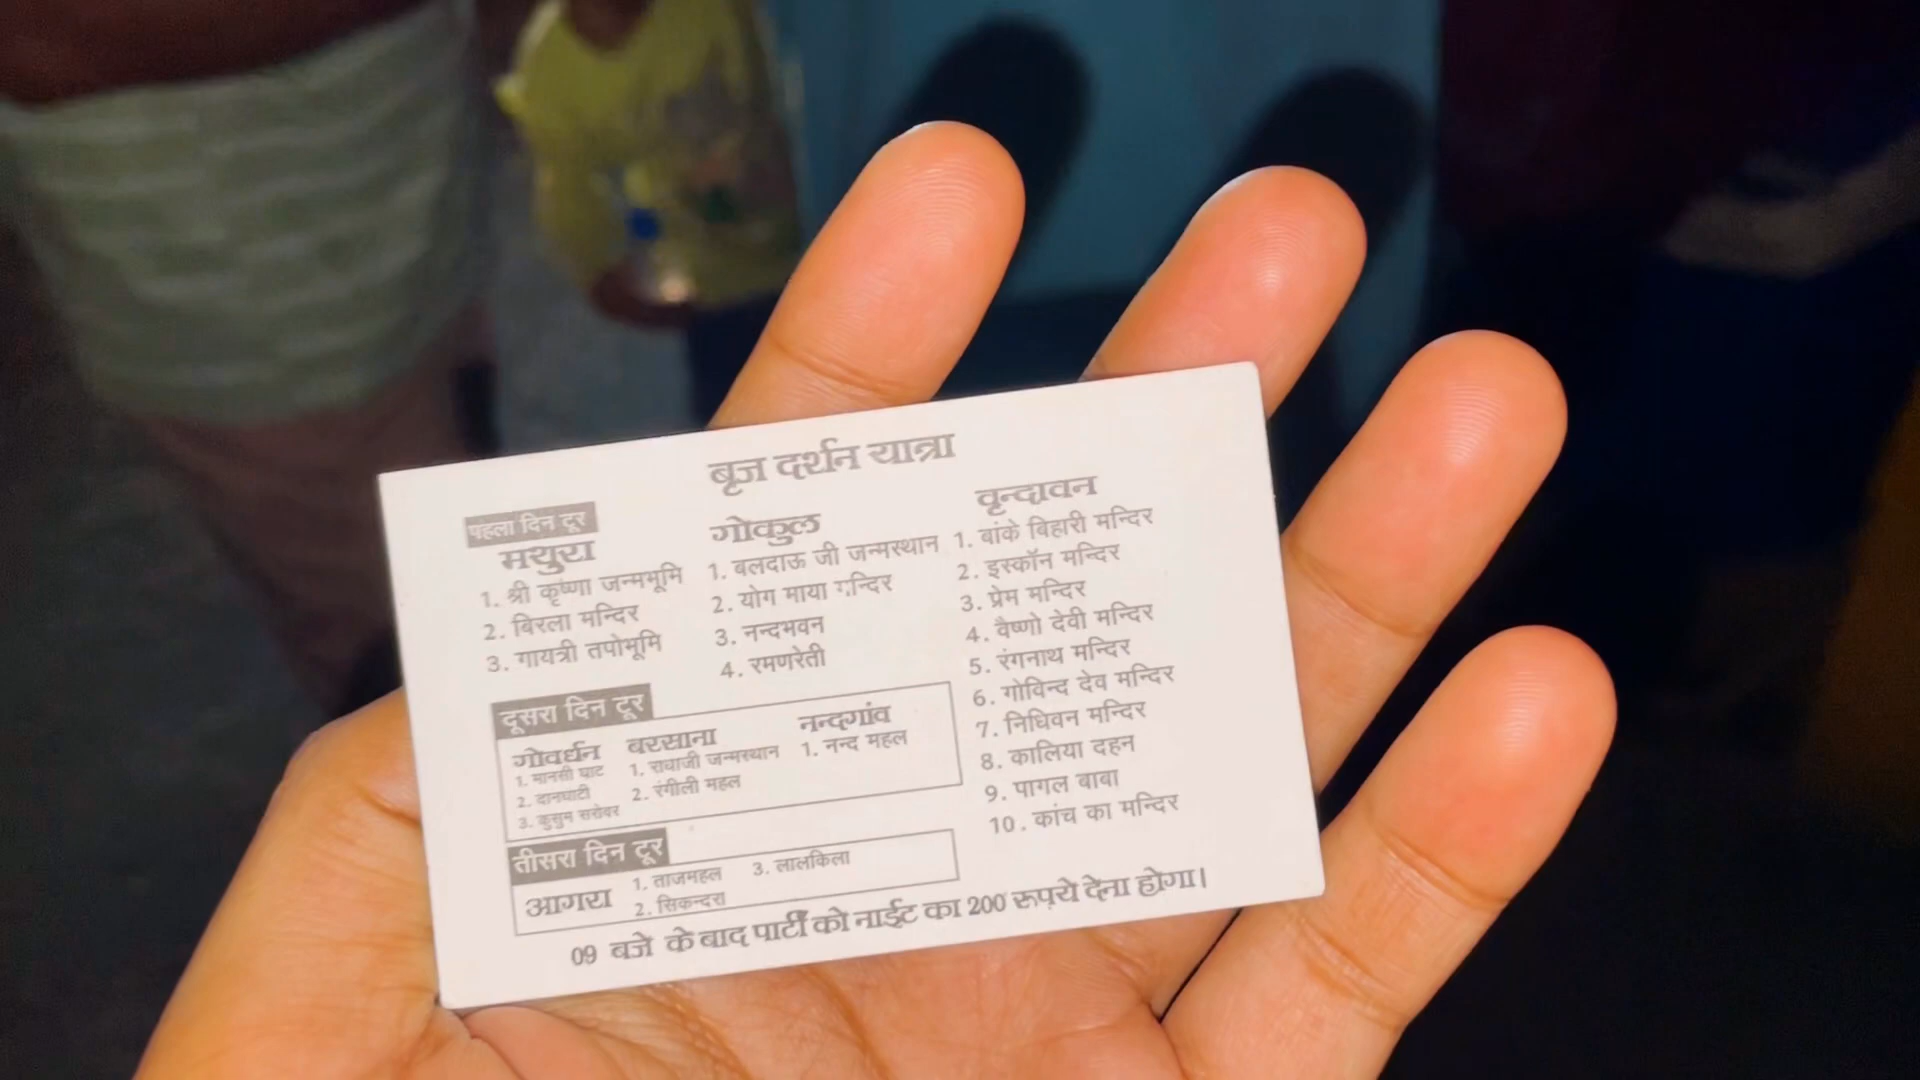 बृज दर्शन यात्रा
पहला दिन टूर
मथुरा
1. श्री कृष्णा जन्मभूमि
2. बिरला मन्दिर
3. गायत्री तपोभूमि
गोकुल
1. बलदाऊ जी जन्मस्थान
2. योग माया मन्दिर
3. नन्दभवन
4. रमणरेती
वृन्दावन
1. बांके बिहारी मन्दिर
2. इस्कॉन मन्दिर
3. प्रेम मन्दिर
4. वैष्णो देवी मन्दिर
5. रंगनाथ मन्दिर
6. गोविन्द देव मन्दिर
7. निधिवन मन्दिर
8. कालिया दहन
9. पागल बाबा
10. कांच का मन्दिर
दूसरा दिन टूर
गोवर्धन
1. मानसी घाट
2. दानघाटी
3. कुसुम सरोवर
बरसाना
1. राधाजी जन्मस्थान
2. रंगीली महल
नन्दगांव
1. नन्द महल
तीसरा दिन टूर
आगरा
1. ताजमहल
2. सिकन्दरा
3. लालकिला
09 बजे के बाद पार्टी को नाईट का 200 रूपये देना होगा।